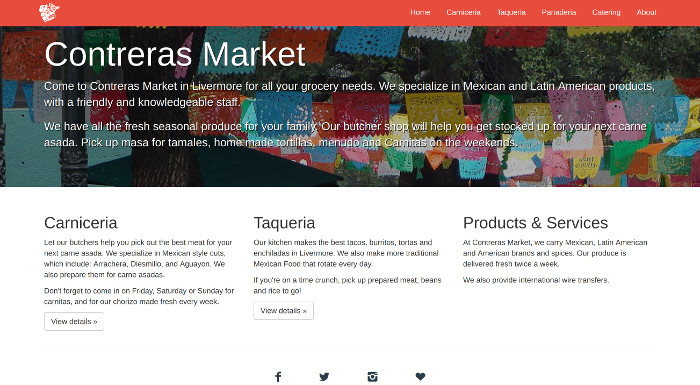 Home Carniceria Taqueria Panaderia Catering About
Contreras Market
Come to Contreras Market in Livermore for all your grocery needs. We specialize in Mexican and Latin American products,
with a friendly and knowledgeable staff.
We have all the fresh seasonal produce for your family. Our butcher shop will help you get stocked up for your next carne
asada. Pick up masa for tamales, home made tortillas, menudo and Carnitas on the weekends.
Carniceria
Let our butchers help you pick out the best meat for your
next carne asada. We specialize in Mexican style cuts,
which include: Arrachera, Diesmillo, and Aguayon. We
also prepare them for carne asadas.
Don't forget to come in on Friday, Saturday or Sunday for
carnitas, and for our chorizo made fresh every week.
View details »
Taqueria
Our kitchen makes the best tacos, burritos, tortas and
enchiladas in Livermore. We also make more traditional
Mexican Food that rotate every day.
If you're on a time crunch, pick up prepared meat, beans
and rice to go!
View details »
Products & Services
At Contreras Market, we carry Mexican, Latin American
and American brands and spices. Our produce is
delivered fresh twice a week.
We also provide international wire transfers.